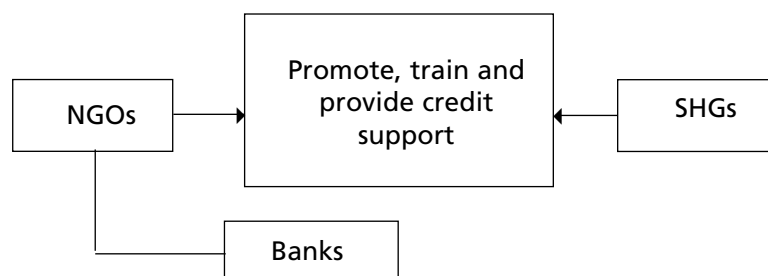 NGOs
Promote, train and
provide credit
support
SHGs
Banks